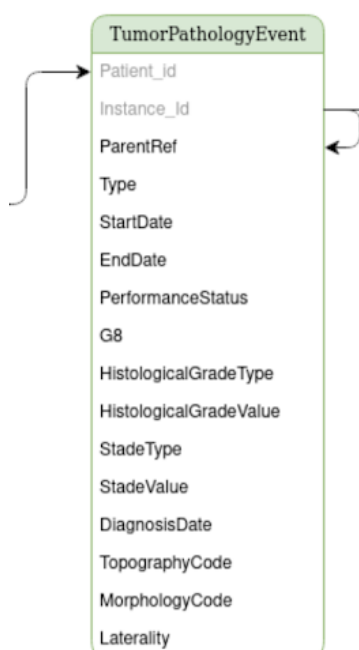 TumorPathologyEvent
Patient_id
Instance_Id
ParentRef
Type
StartDate
EndDate
PerformanceStatus
G8
HistologicalGradeType
HistologicalGradeValue
StadeType
StadeValue
DiagnosisDate
TopographyCode
MorphologyCode
Laterality